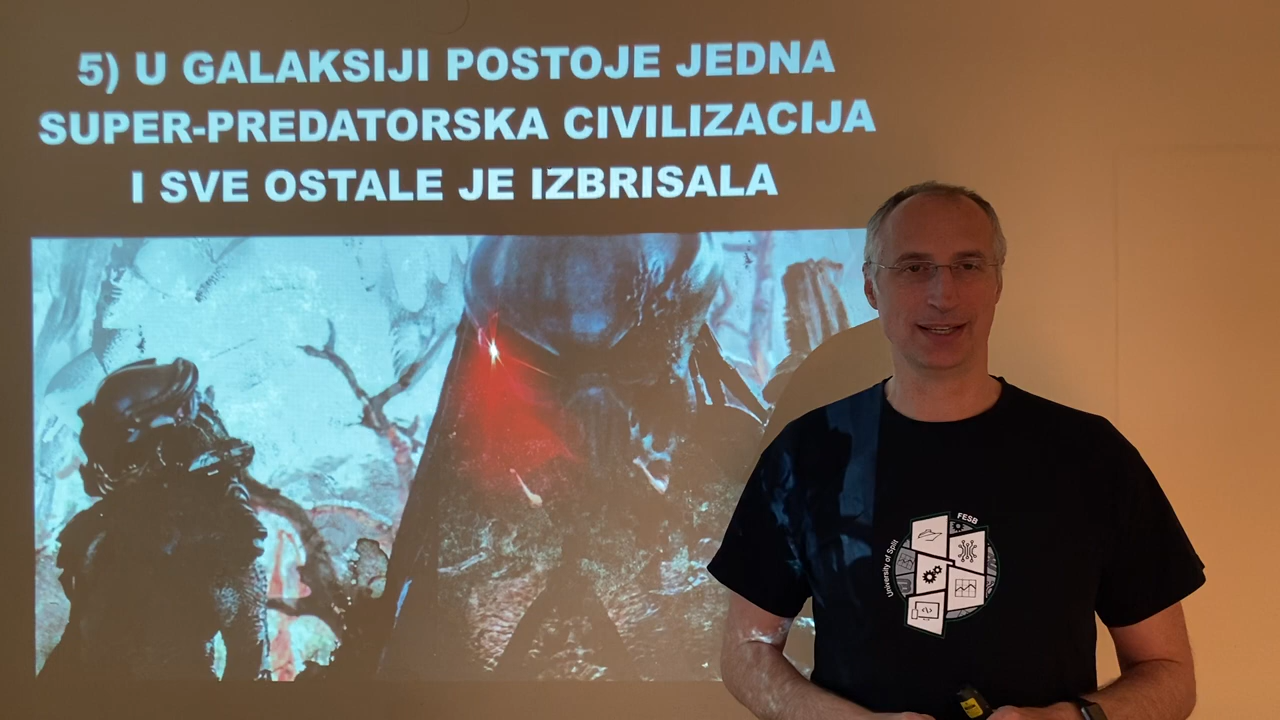 5) U GALAKSIJI POSTOJE JEDNA
SUPER-PREDATORSKA CIVILIZACIJA
I SVE OSTALE JE IZBRISALA
FESB
University of Split